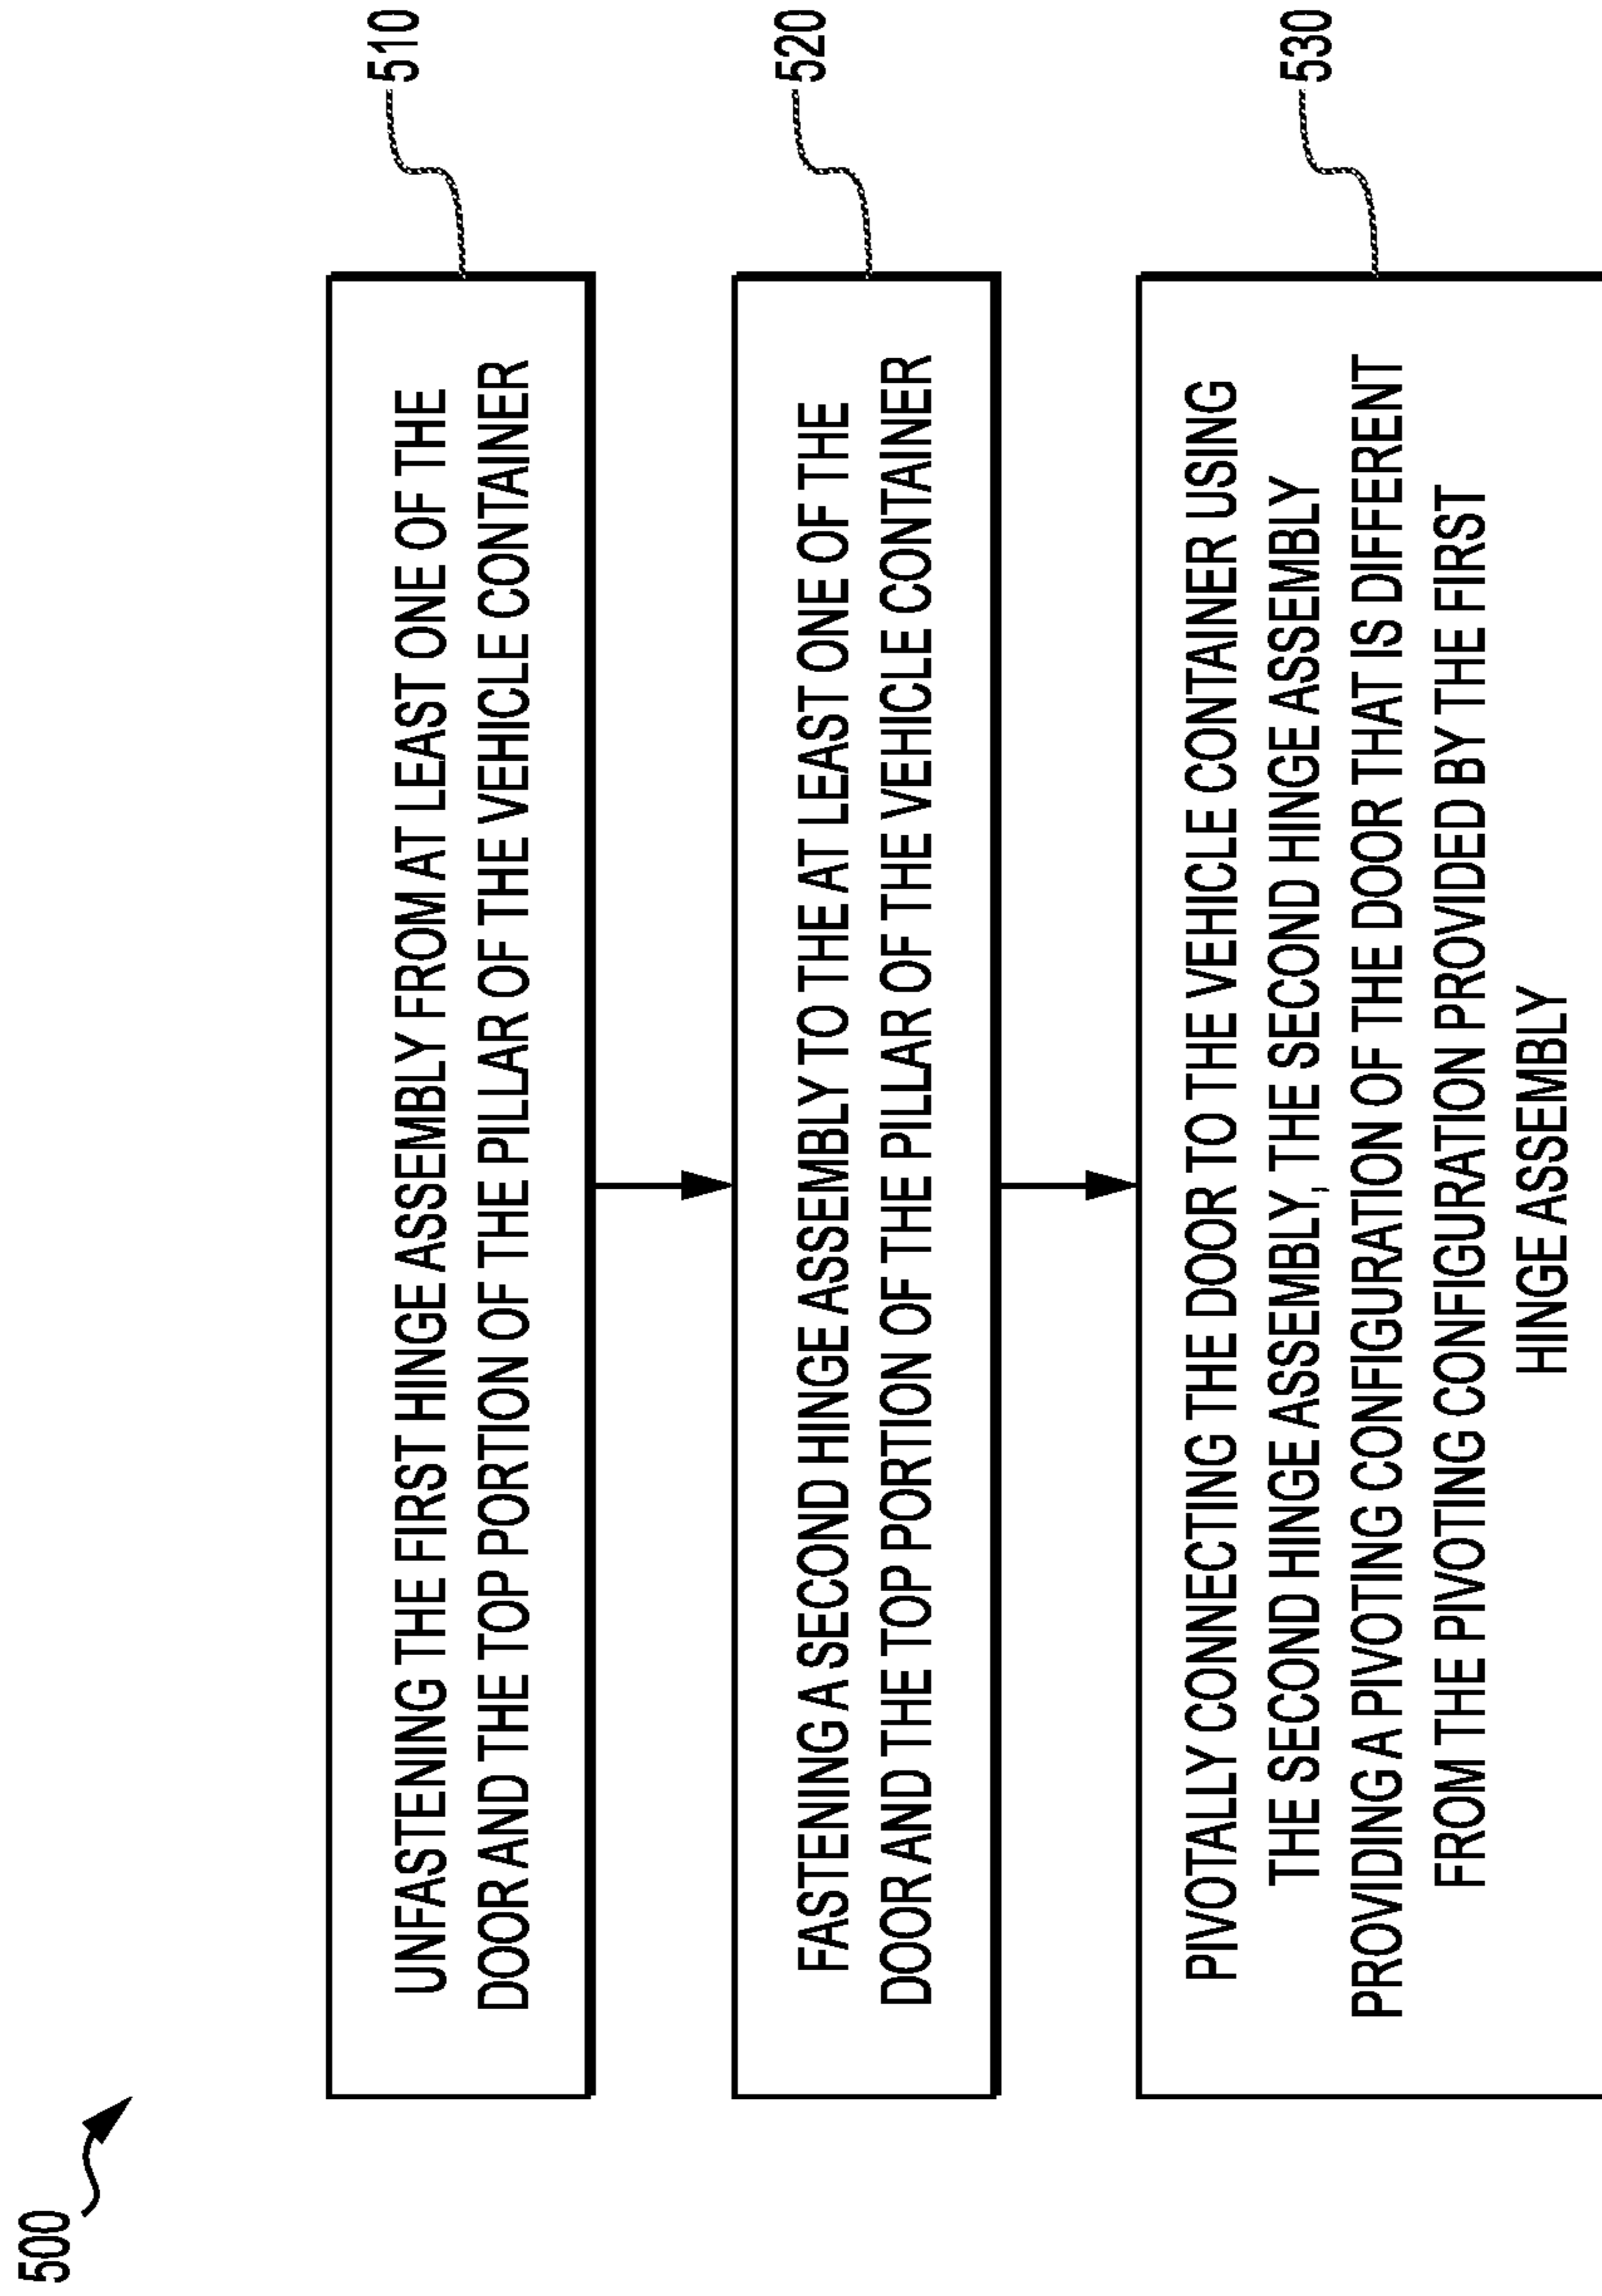 500
UNFASTENING THE FIRST HINGE ASSEMBLY FROM AT LEAST ONE OF THE
DOOR AND THE TOP PORTION OF THE PILLAR OF THE VEHICLE CONTAINER
510
FASTENING A SECOND HINGE ASSEMBLY TO THE AT LEAST ONE OF THE
DOOR AND THE TOP PORTION OF THE PILLAR OF THE VEHICLE CONTAINER
520
PIVOTALLY CONNECTING THE DOOR TO THE VEHICLE CONTAINER USING
THE SECOND HINGE ASSEMBLY, THE SECOND HINGE ASSEMBLY
PROVIDING A PIVOTING CONFIGURATION OF THE DOOR THAT IS DIFFERENT
FROM THE PIVOTING CONFIGURATION PROVIDED BY THE FIRST
HINGE ASSEMBLY
530